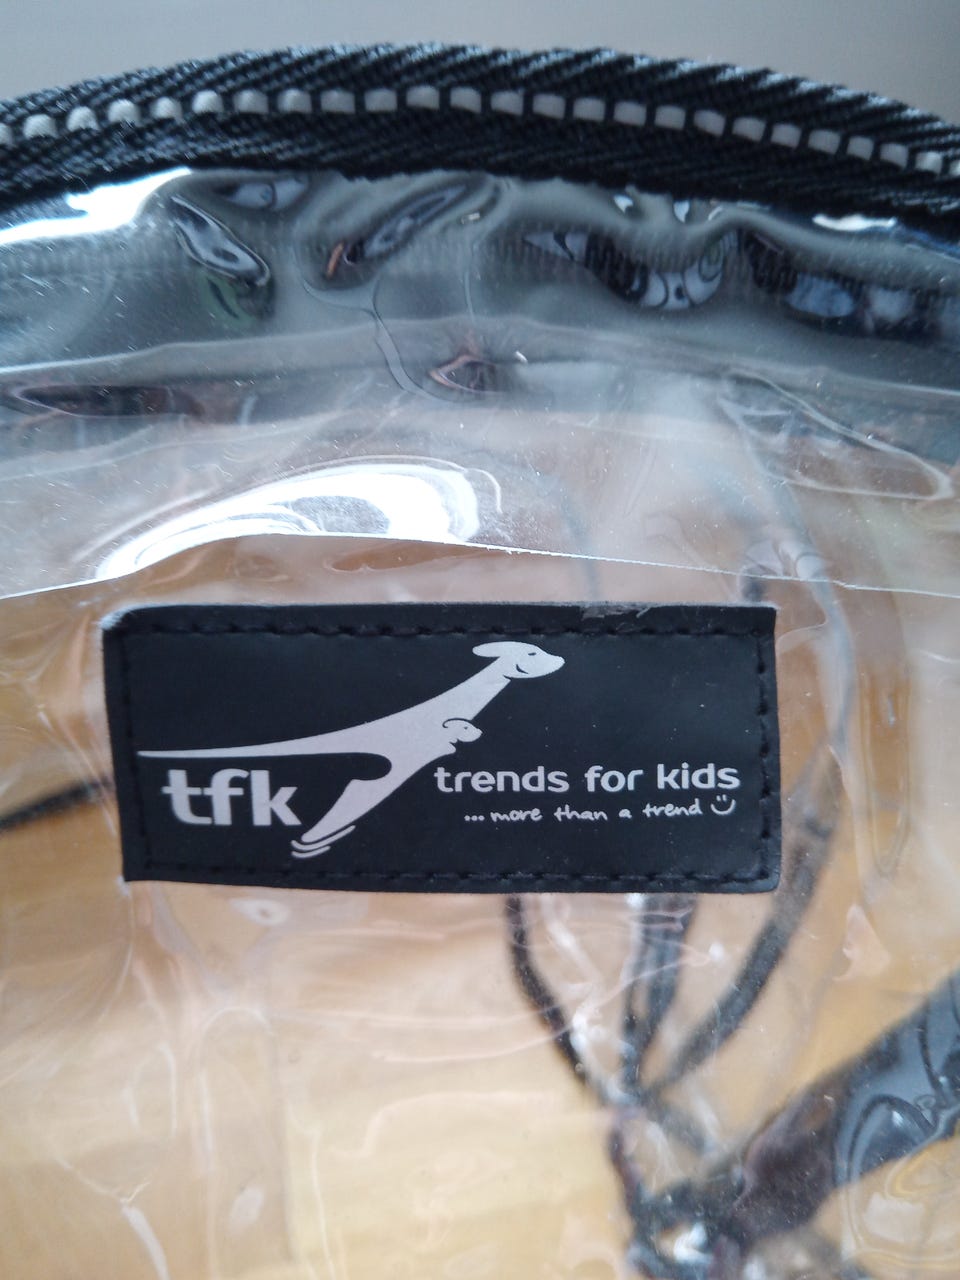 tfk
trends for kids
... more than a trend